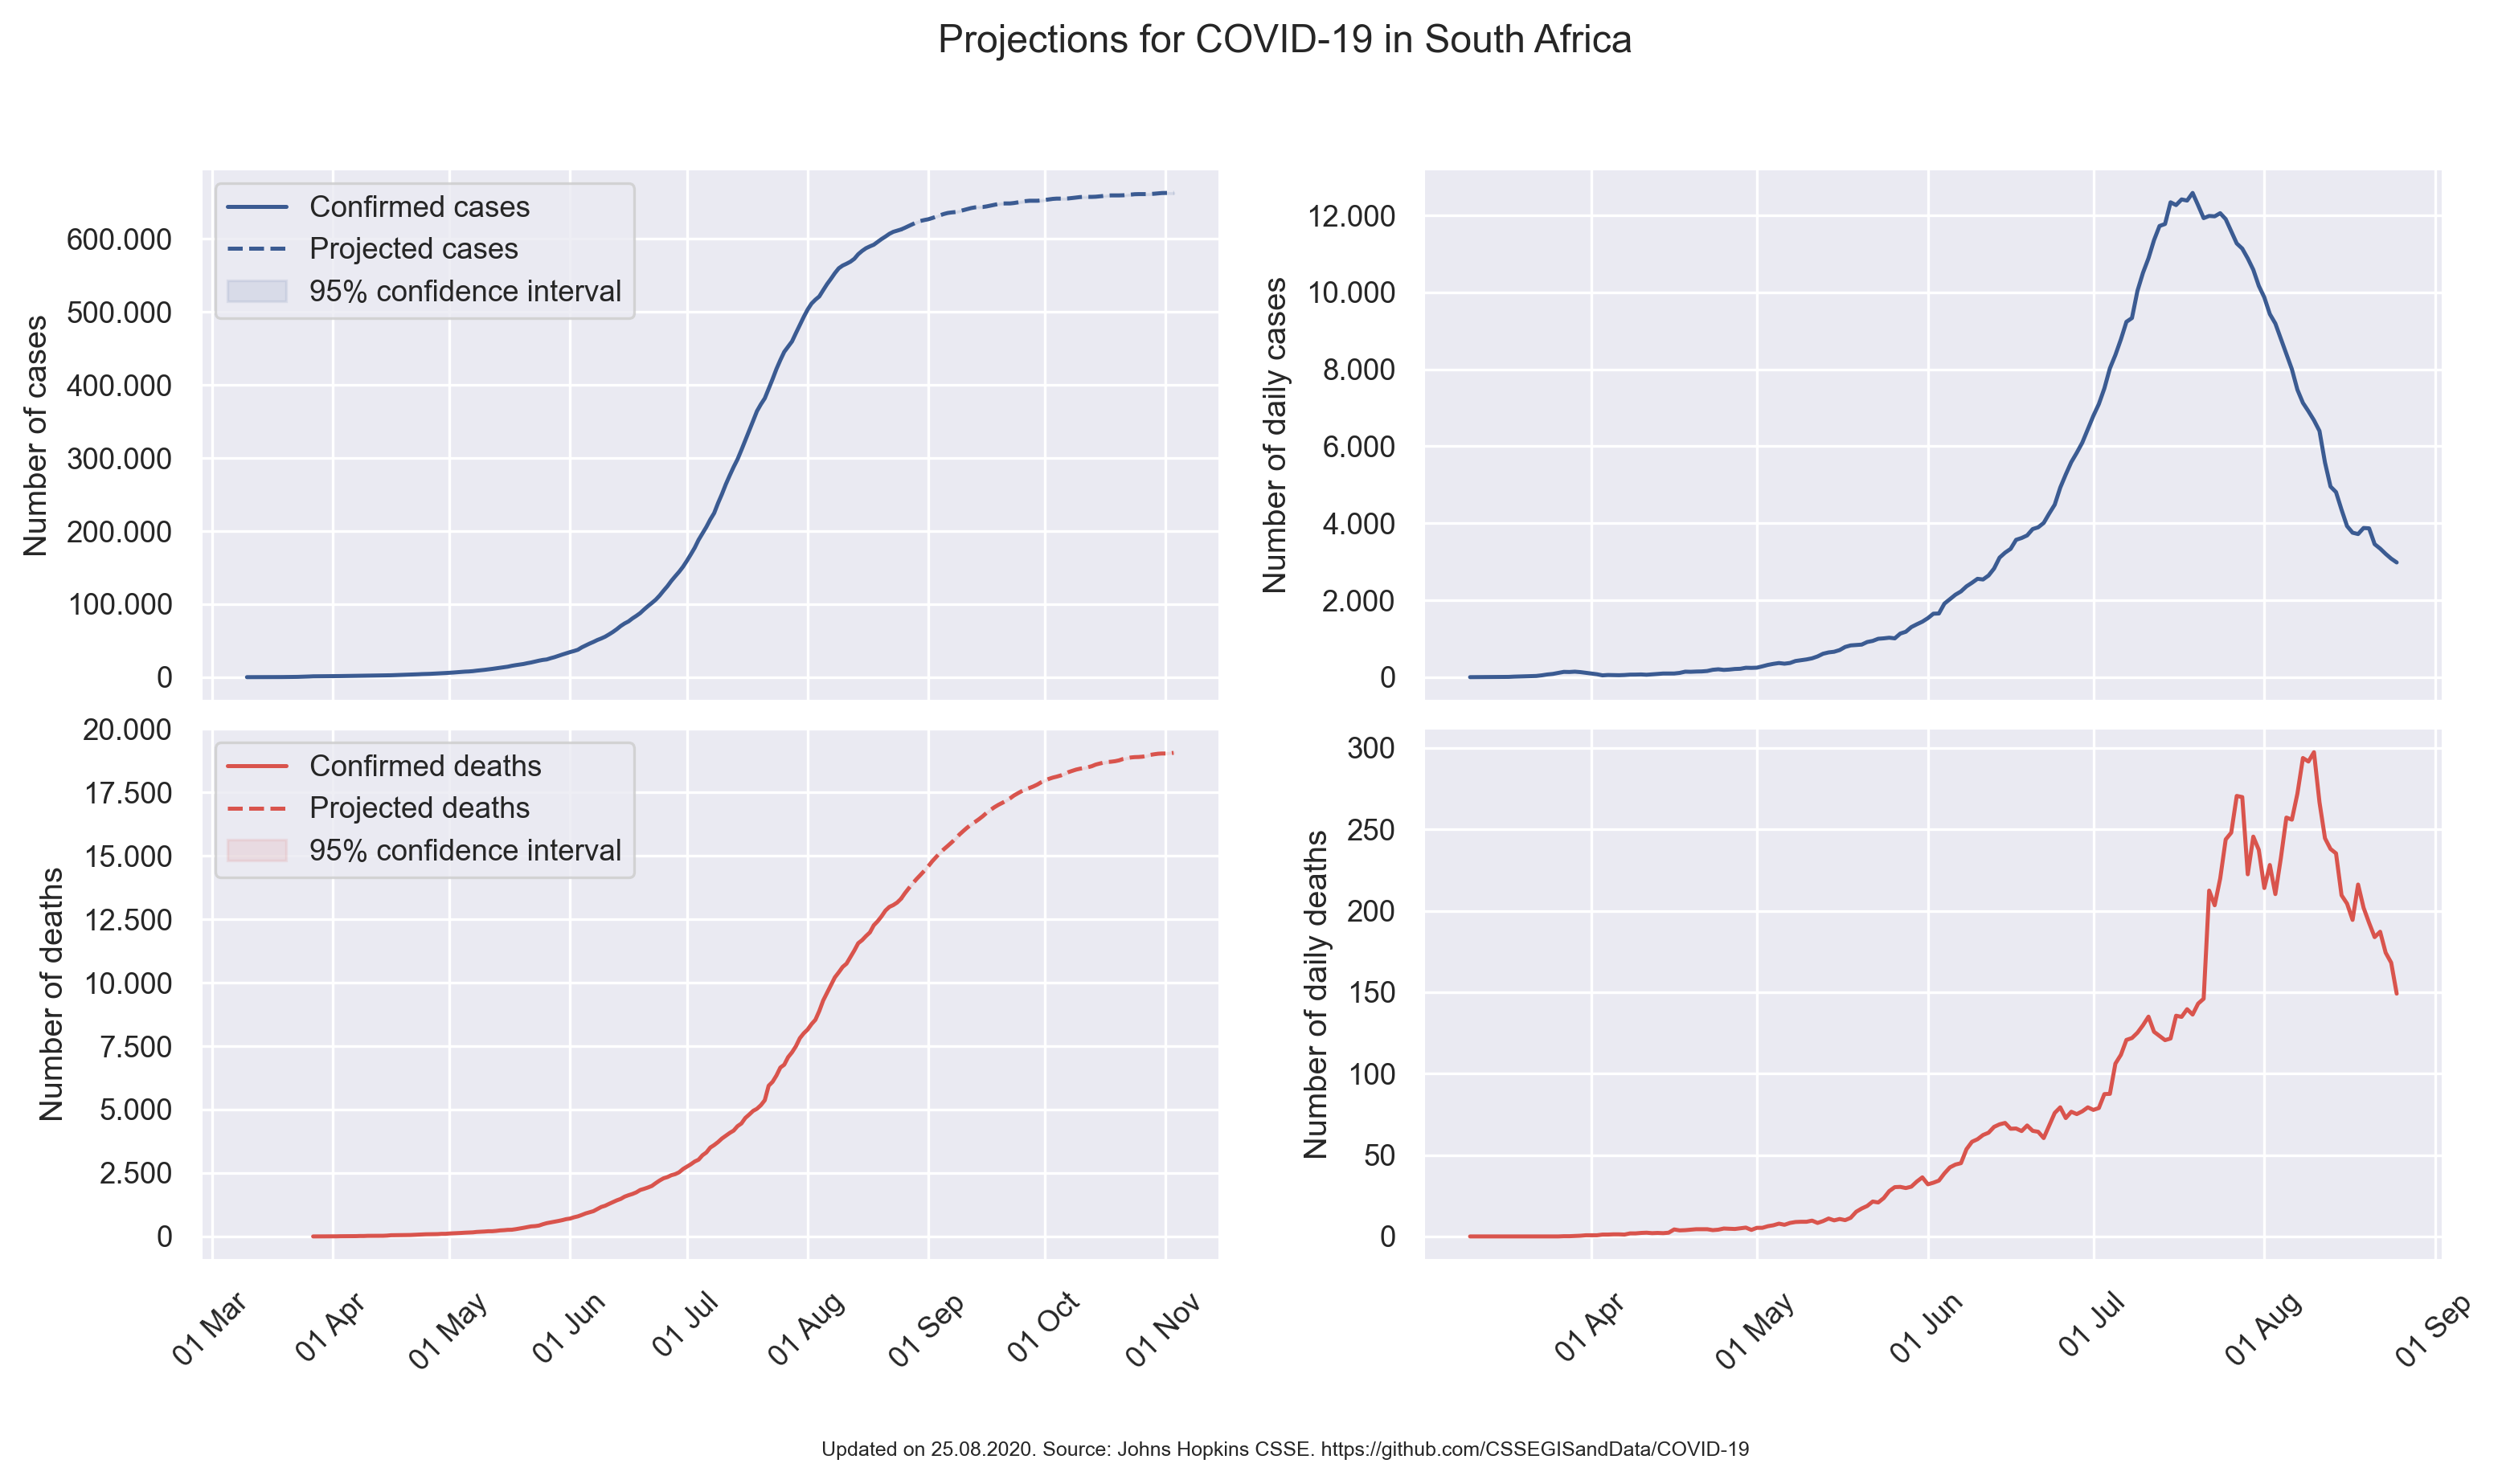 Projections for COVID-19 in South Africa
Number of cases
600.000
500.000
400.000
300.000
200.000
100.000
0
Confirmed cases
Projected cases
95% confidence interval
Number of daily cases
12.000
10.000
8.000
6.000
4.000
2.000
0
Number of deaths
20.000
17.500
15.000
12.500
10.000
7.500
5.000
2.500
0
Confirmed deaths
Projected deaths
95% confidence interval
01 Mar
01 Apr
01 May
01 Jun
01 Jul
01 Aug
01 Sep
01 Oct
01 Nov
Number of daily deaths
300
250
200
150
100
50
0
01 Apr
01 May
01 Jun
01 Jul
01 Aug
01 Sep
Updated on 25.08.2020. Source: Johns Hopkins CSSE. https://github.com/CSSEGISandData/COVID-19